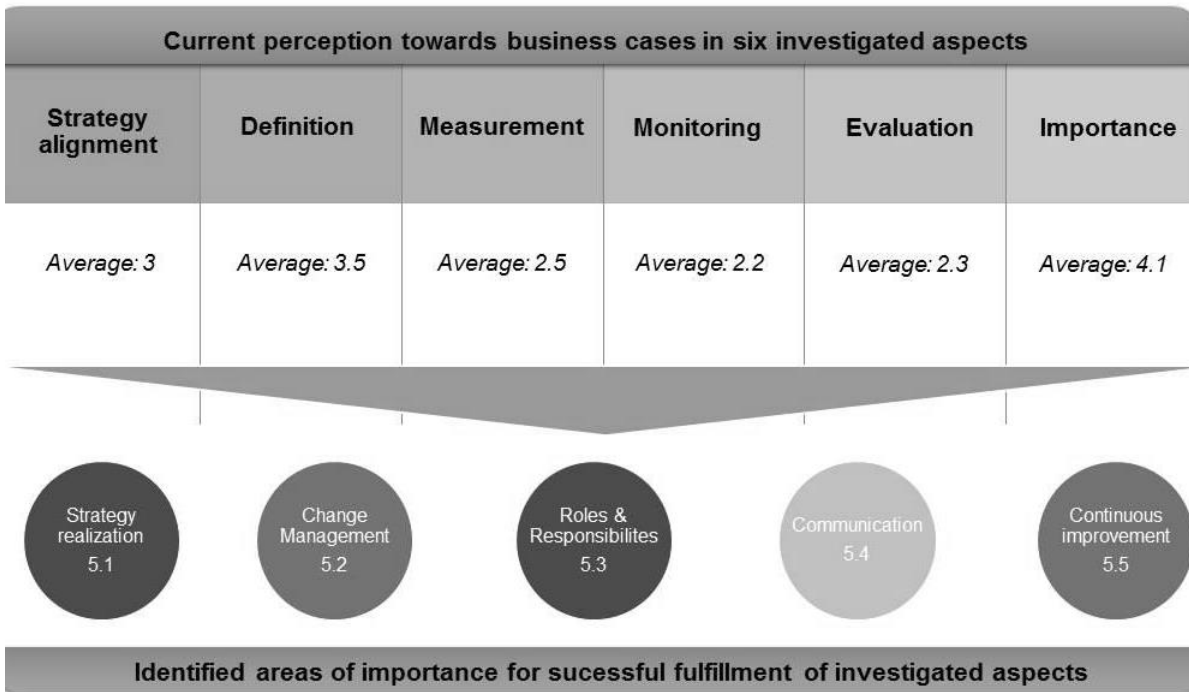 Current perception towards business cases in six investigated aspects
Strategy
alignment
Definition
Measurement
Monitoring
Evaluation
Importance
Average: 3
Average: 3.5
Average: 2.5
Average: 2.2
Average: 2.3
Average: 4.1
Strategy
realization
5.1
Change
Management
5.2
Roles &
Responsibilites
5.3
Communication
5.4
Continuous
improvement
5.5
Identified areas of importance for sucessful fulfillment of investigated aspects